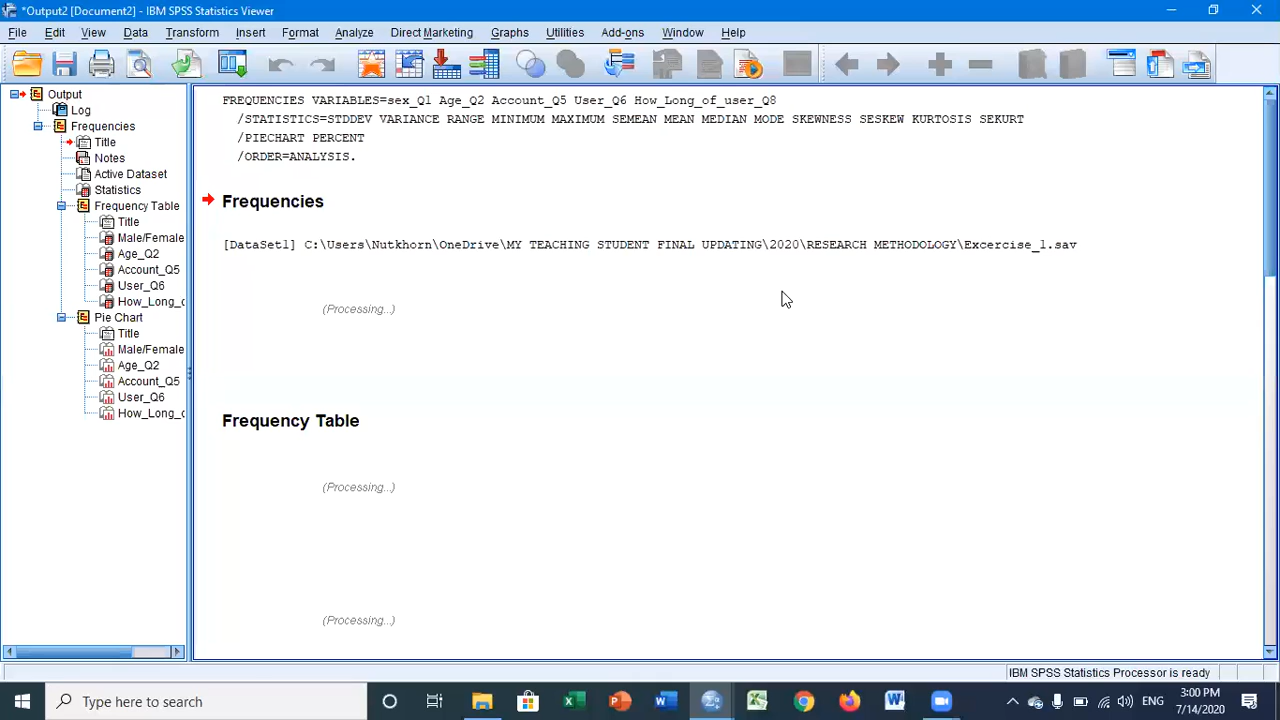 *Output2 [Document2] - IBM SPSS Statistics Viewer
File Edit View Data Transform Insert Format Analyze Direct Marketing Graphs Utilities Add-ons Window Help
Output
Log
Frequencies
Title
Notes
Active Dataset
Statistics
Frequency Table
Title
Male/Female
Age_Q2
Account_Q5
User_Q6
How_Long_
Pie Chart
Title
Male/Female
Age_Q2
Account_Q5
User_Q6
How_Long_
FREQUENCIES VARIABLES=sex_Q1 Age_Q2 Account_Q5 User_Q6 How_Long_of_user_Q8
/STATISTICS=STDDEV VARIANCE RANGE MINIMUM MAXIMUM SEMEAN MEAN MEDIAN MODE SKEWNESS SESKEW KURTOSIS SEKURT
/PIECHART PERCENT
/ORDER=ANALYSIS.
Frequencies
[DataSet1] C:\Users\Nutkhorn\OneDrive\MY TEACHING STUDENT FINAL UPDATING\2020\RESEARCH METHODOLOGY\Excercise_1.sav
(Processing...)
Frequency Table
(Processing...)
(Processing...)
IBM SPSS Statistics Processor is ready
Type here to search
ENG
3:00 PM
7/14/2020